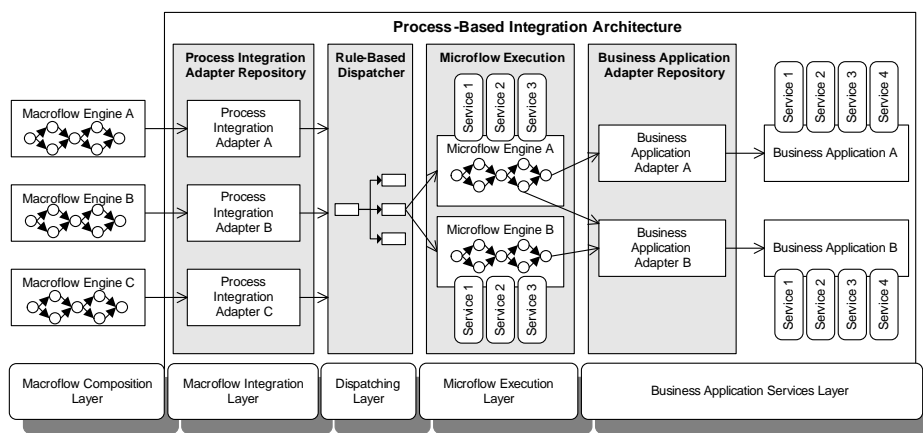 Process-Based Integration Architecture
Process Integration
Adapter Repository
Rule-Based
Dispatcher
Microflow Execution
Business Application
Adapter Repository
Macroflow Engine A
Process
Integration
Adapter A
Macroflow Engine B
Process
Integration
Adapter B
Macroflow Engine C
Process
Integration
Adapter C
Service 1
Service 2
Service 3
Microflow Engine A
Microflow Engine B
Service 1
Service 2
Service 3
Business
Application
Adapter A
Business
Application
Adapter B
Service 1
Service 2
Service 3
Service 4
Business Application A
Business Application B
Service 1
Service 2
Service 3
Service 4
Macroflow Composition
Layer
Macroflow Integration
Layer
Dispatching
Layer
Microflow Execution
Layer
Business Application Services Layer